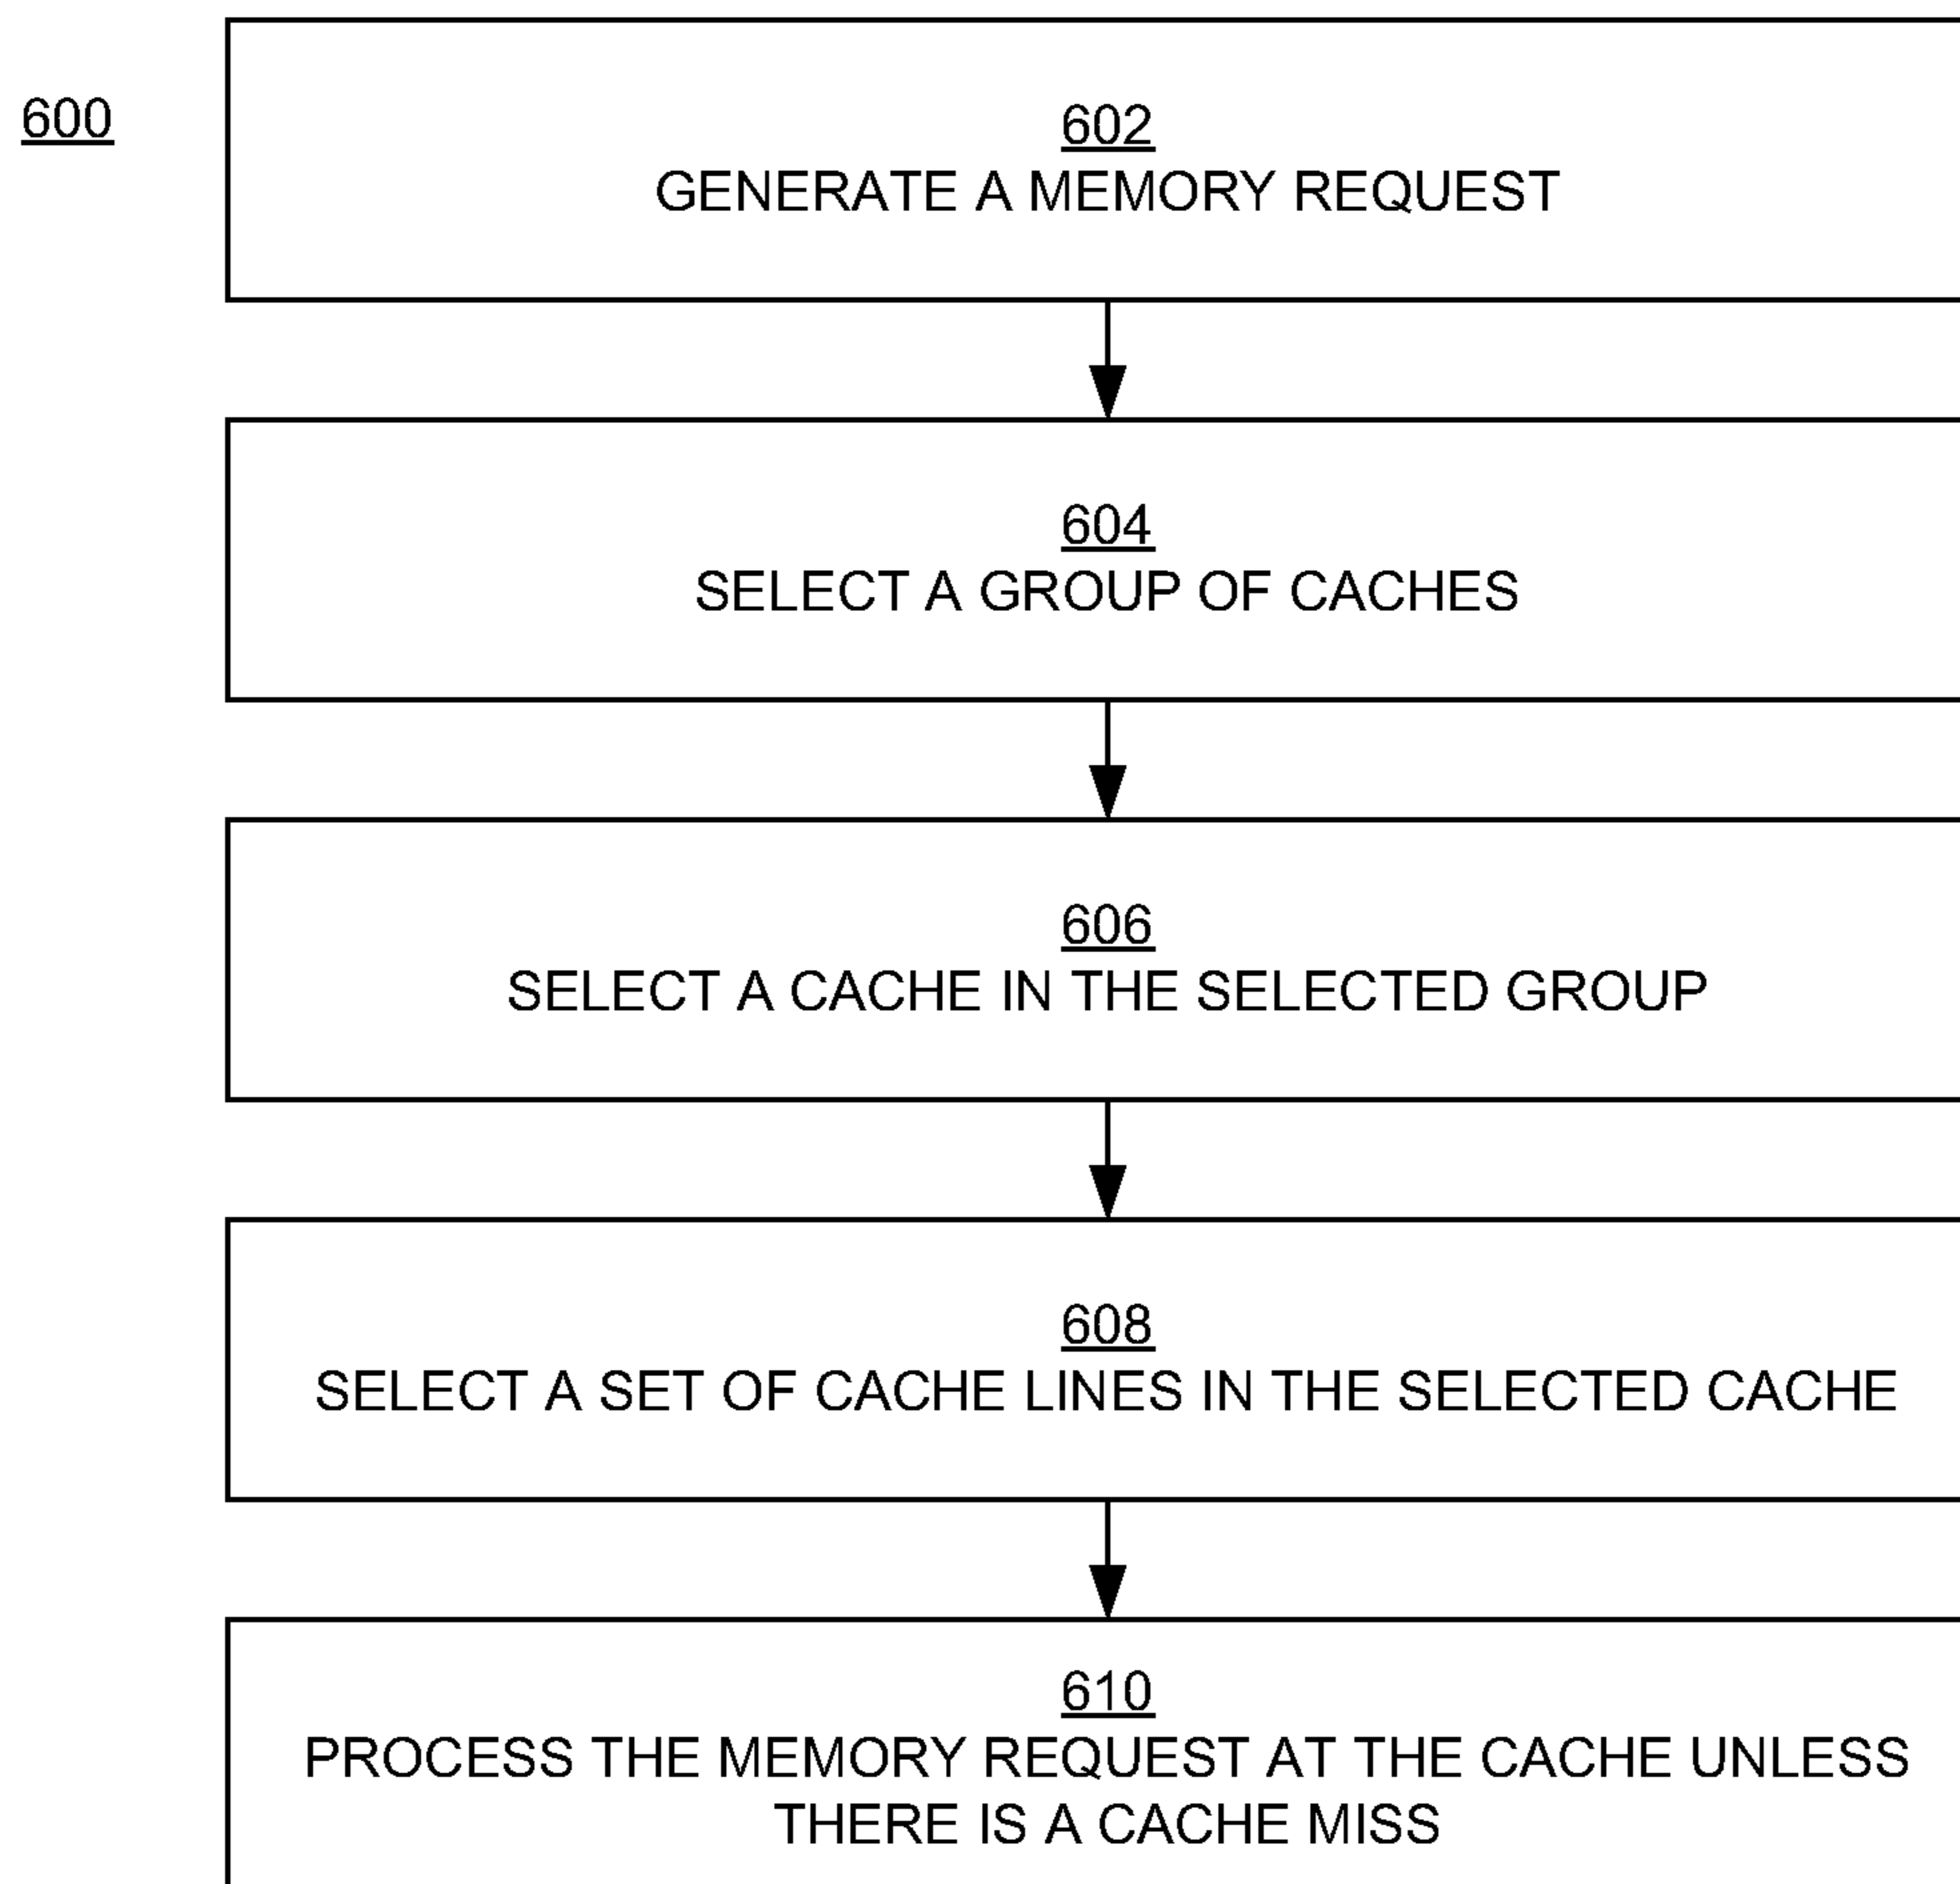 600
602
GENERATE A MEMORY REQUEST
604
SELECT A GROUP OF CACHES
606
SELECT A CACHE IN THE SELECTED GROUP
608
SELECT A SET OF CACHE LINES IN THE SELECTED CACHE
610
PROCESS THE MEMORY REQUEST AT THE CACHE UNLESS
THERE IS A CACHE MISS